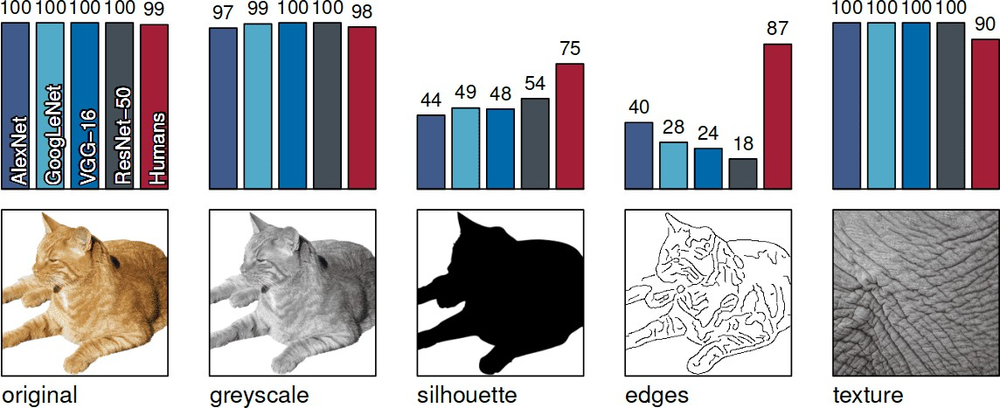 100 100 100 100 99
97 99 100 100 98
44 49 48 54 75
40 28 24 18 87
100 100 100 100 90
AlexNet
GoogLeNet
VGG-16
ResNet-50
Humans
original
greyscale
silhouette
edges
texture